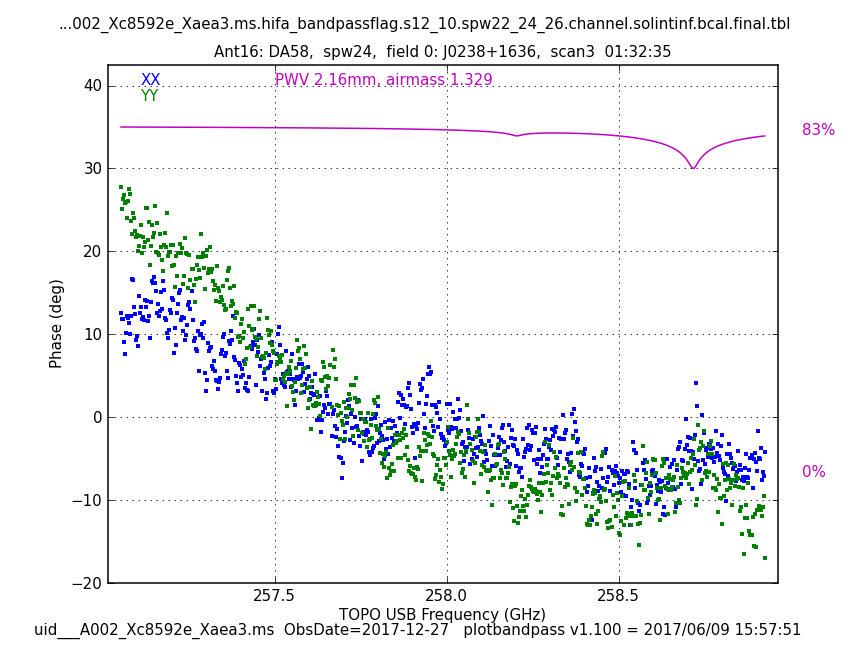 ...002_Xc8592e_Xaea3.ms.hifa_bandpassflag.s12_10.spw22_24_26.channel.solintinf.bcal.final.tbl
Ant16: DA58,  spw24,  field 0: J0238+1636,  scan3  01:32:35
XX
PWV 2.16mm, airmass 1.329
YY
40
83%
30
20
10
0
0%
−10
−20
Phase (deg)
257.5
258.0
258.5
TOPO USB Frequency (GHz)
uid___A002_Xc8592e_Xaea3.ms  ObsDate=2017-12-27   plotbandpass v1.100 = 2017/06/09 15:57:51